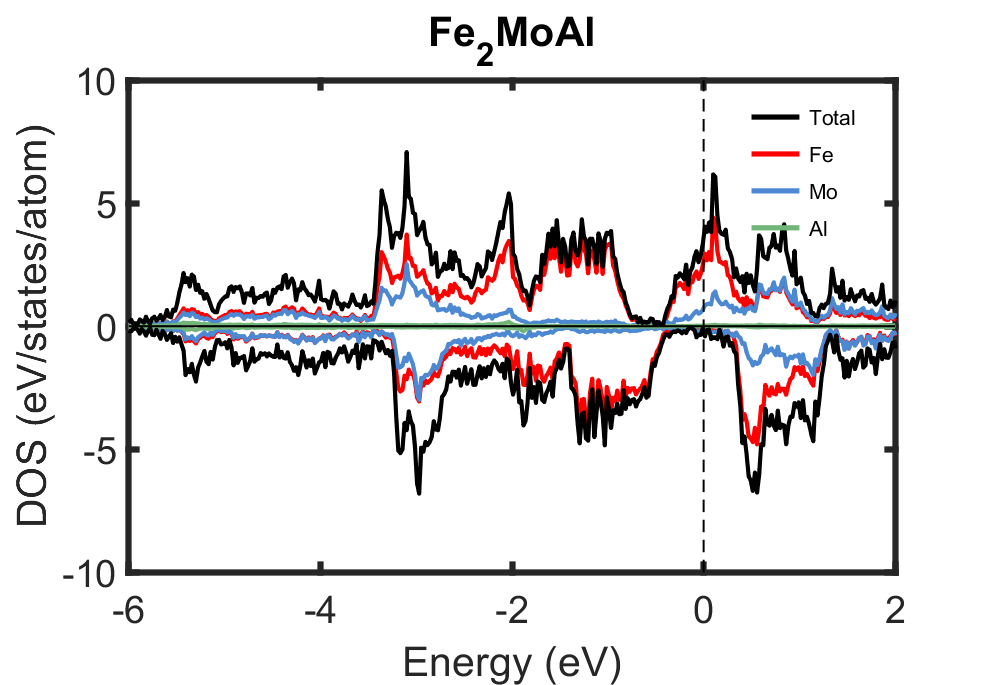 Fe2MoAl
DOS (eV/states/atom)
10
5
0
-5
-10
Total
Fe
Mo
Al
-6 -4 -2 0 2
Energy (eV)